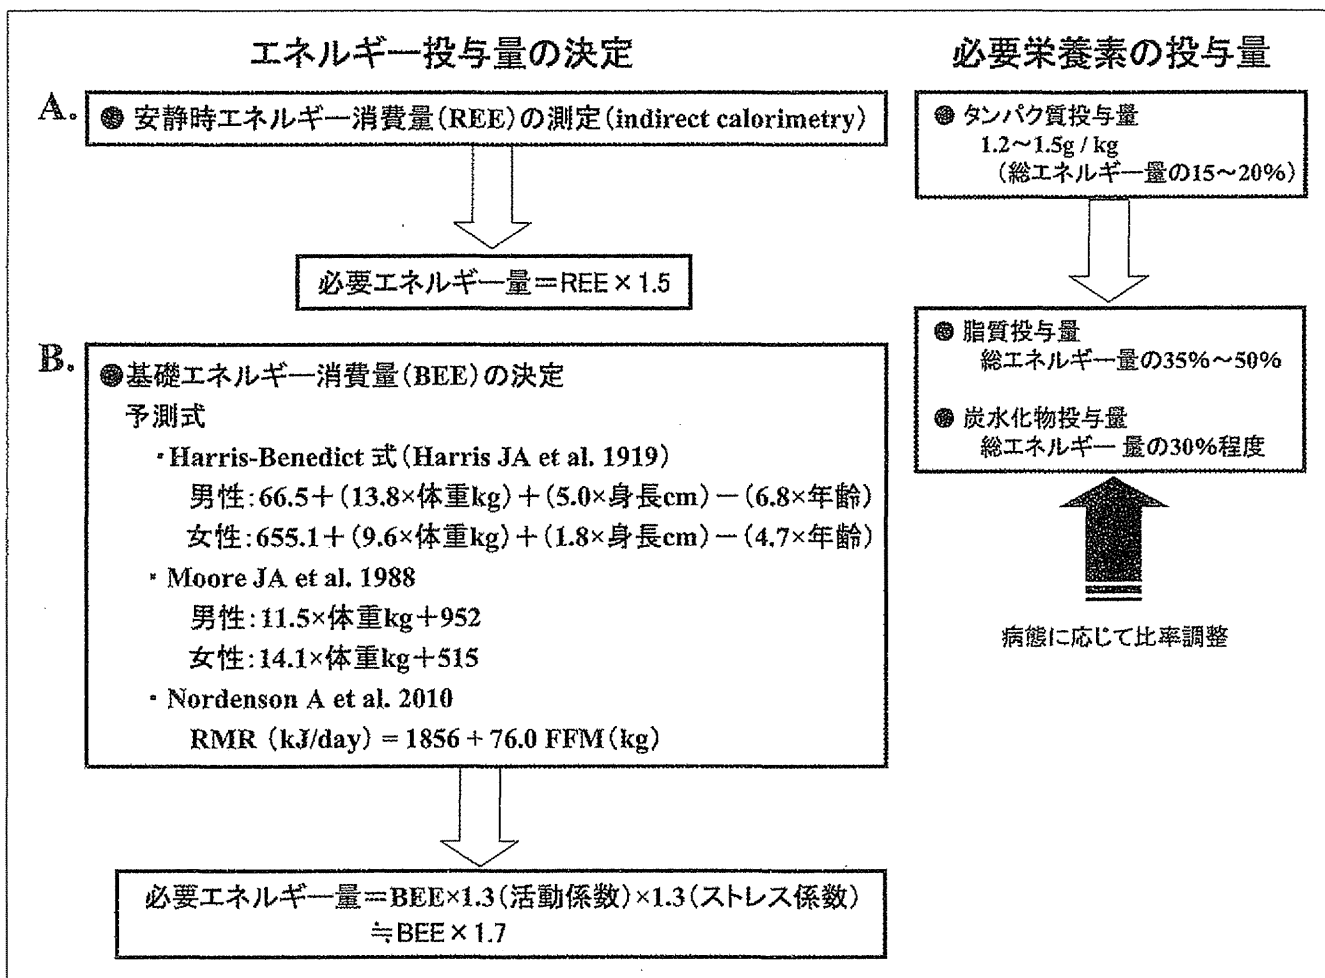 エネルギー投与量の決定
A.
● 安静時エネルギー消費量(REE)の測定(indirect calorimetry)
必要エネルギー量=REE×1.5
B.
●基礎エネルギー消費量(BEE)の決定
予測式
・Harris-Benedict 式(Harris JA et al. 1919)
男性:66.5+(13.8×体重kg)+(5.0×身長cm)-(6.8×年齢)
女性:655.1+(9.6×体重kg)+(1.8×身長cm)-(4.7×年齢)
・Moore JA et al. 1988
男性:11.5×体重kg+952
女性:14.1×体重kg+515
・Nordenson A et al. 2010
RMR (kJ/day) = 1856 + 76.0 FFM(kg)
必要エネルギー量=BEE×1.3(活動係数)×1.3(ストレス係数)
≒BEE×1.7
必要栄養素の投与量
● タンパク質投与量
1.2~1.5g / kg
(総エネルギー量の15~20%)
● 脂質投与量
総エネルギー量の35%~50%
● 炭水化物投与量
総エネルギー 量の30%程度
病態に応じて比率調整